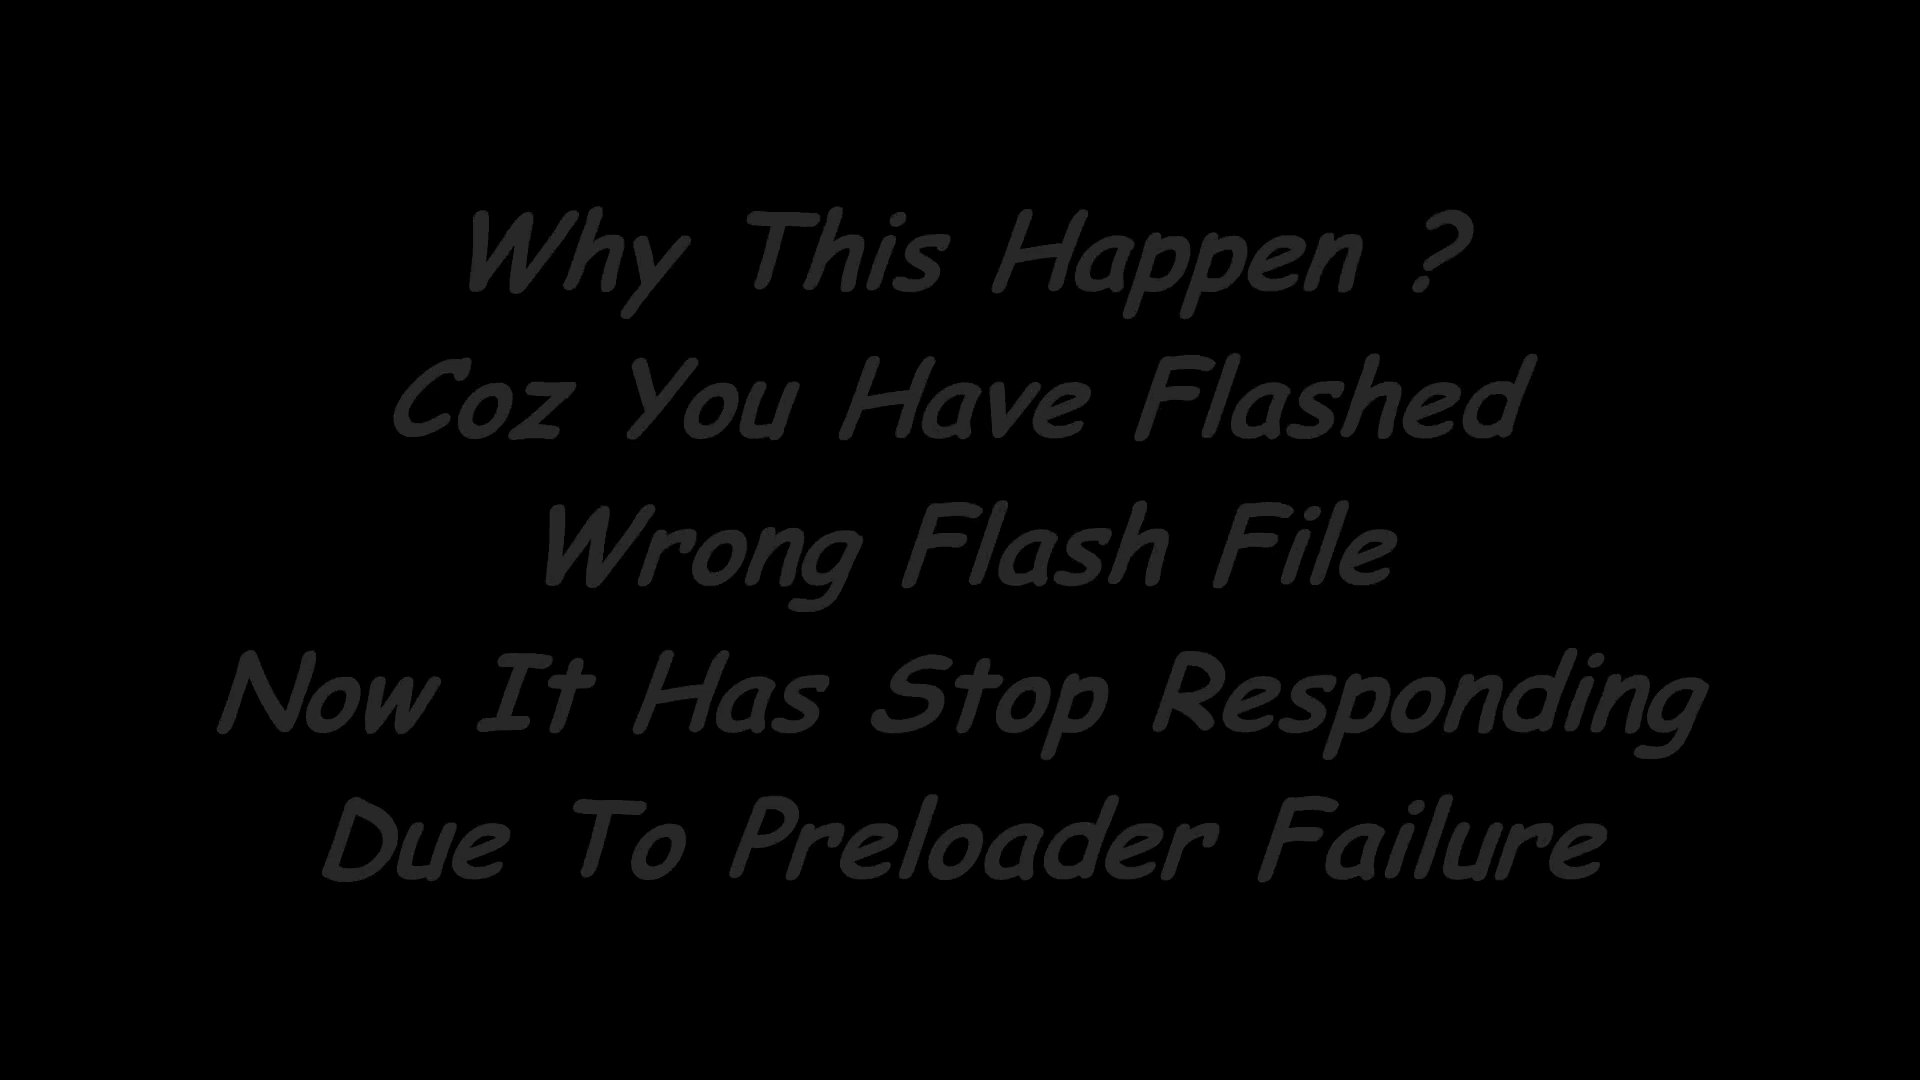 Why This Happen ?
Coz You Have Flashed
Wrong Flash File
Now It Has Stop Responding
Due To Preloader Failure